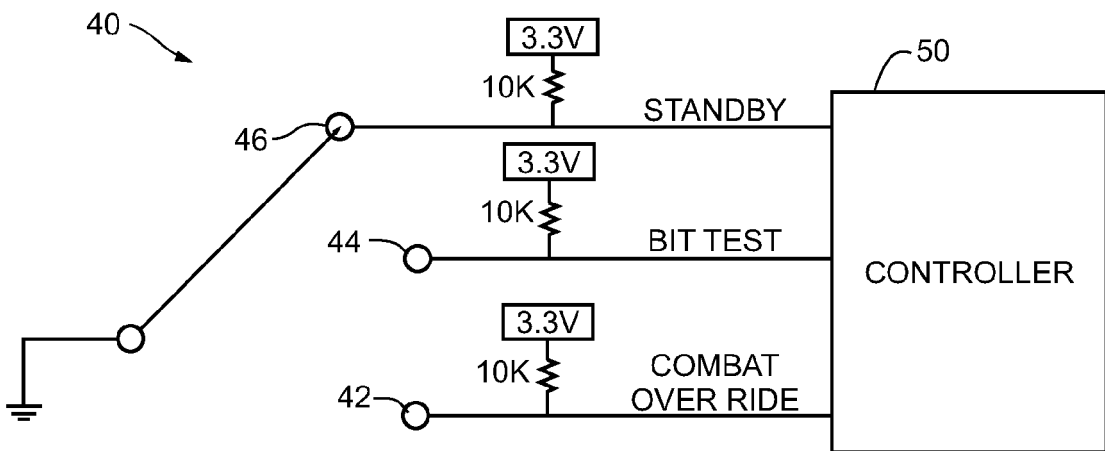 40
3.3V
50
10K
STANDBY
46
3.3V
10K
BIT TEST
44
CONTROLLER
3.3V
10K
COMBAT
OVER RIDE
42